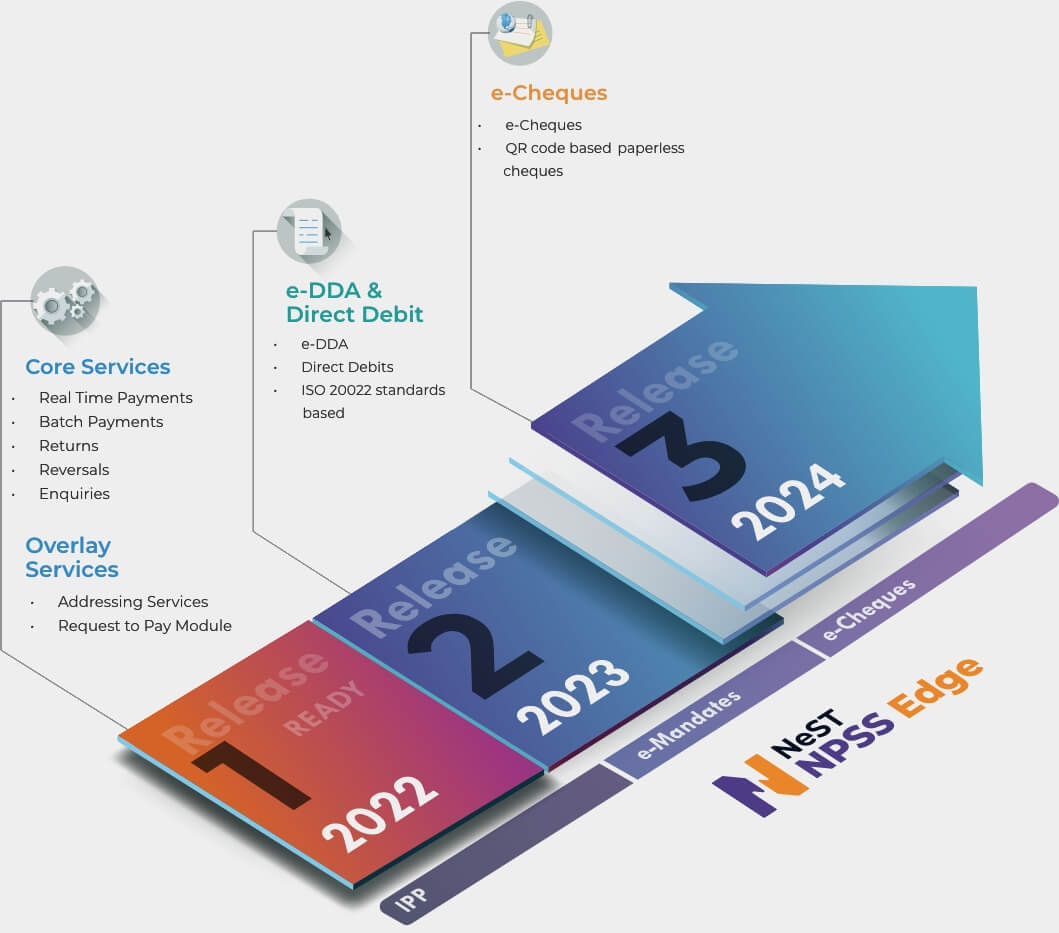 e-Cheques
• e-Cheques
• QR code based paperless
cheques
e-DDA &
Direct Debit
• e-DDA
• Direct Debits
• ISO 20022 standards
based
Core Services
• Real Time Payments
• Batch Payments
• Returns
• Reversals
• Enquiries
Overlay
Services
• Addressing Services
• Request to Pay Module
Release
1
READY
2022
Release
2
2023
Release
3
2024
IPP
e-Mandates
e-Cheques
NeST
NPSS Edge